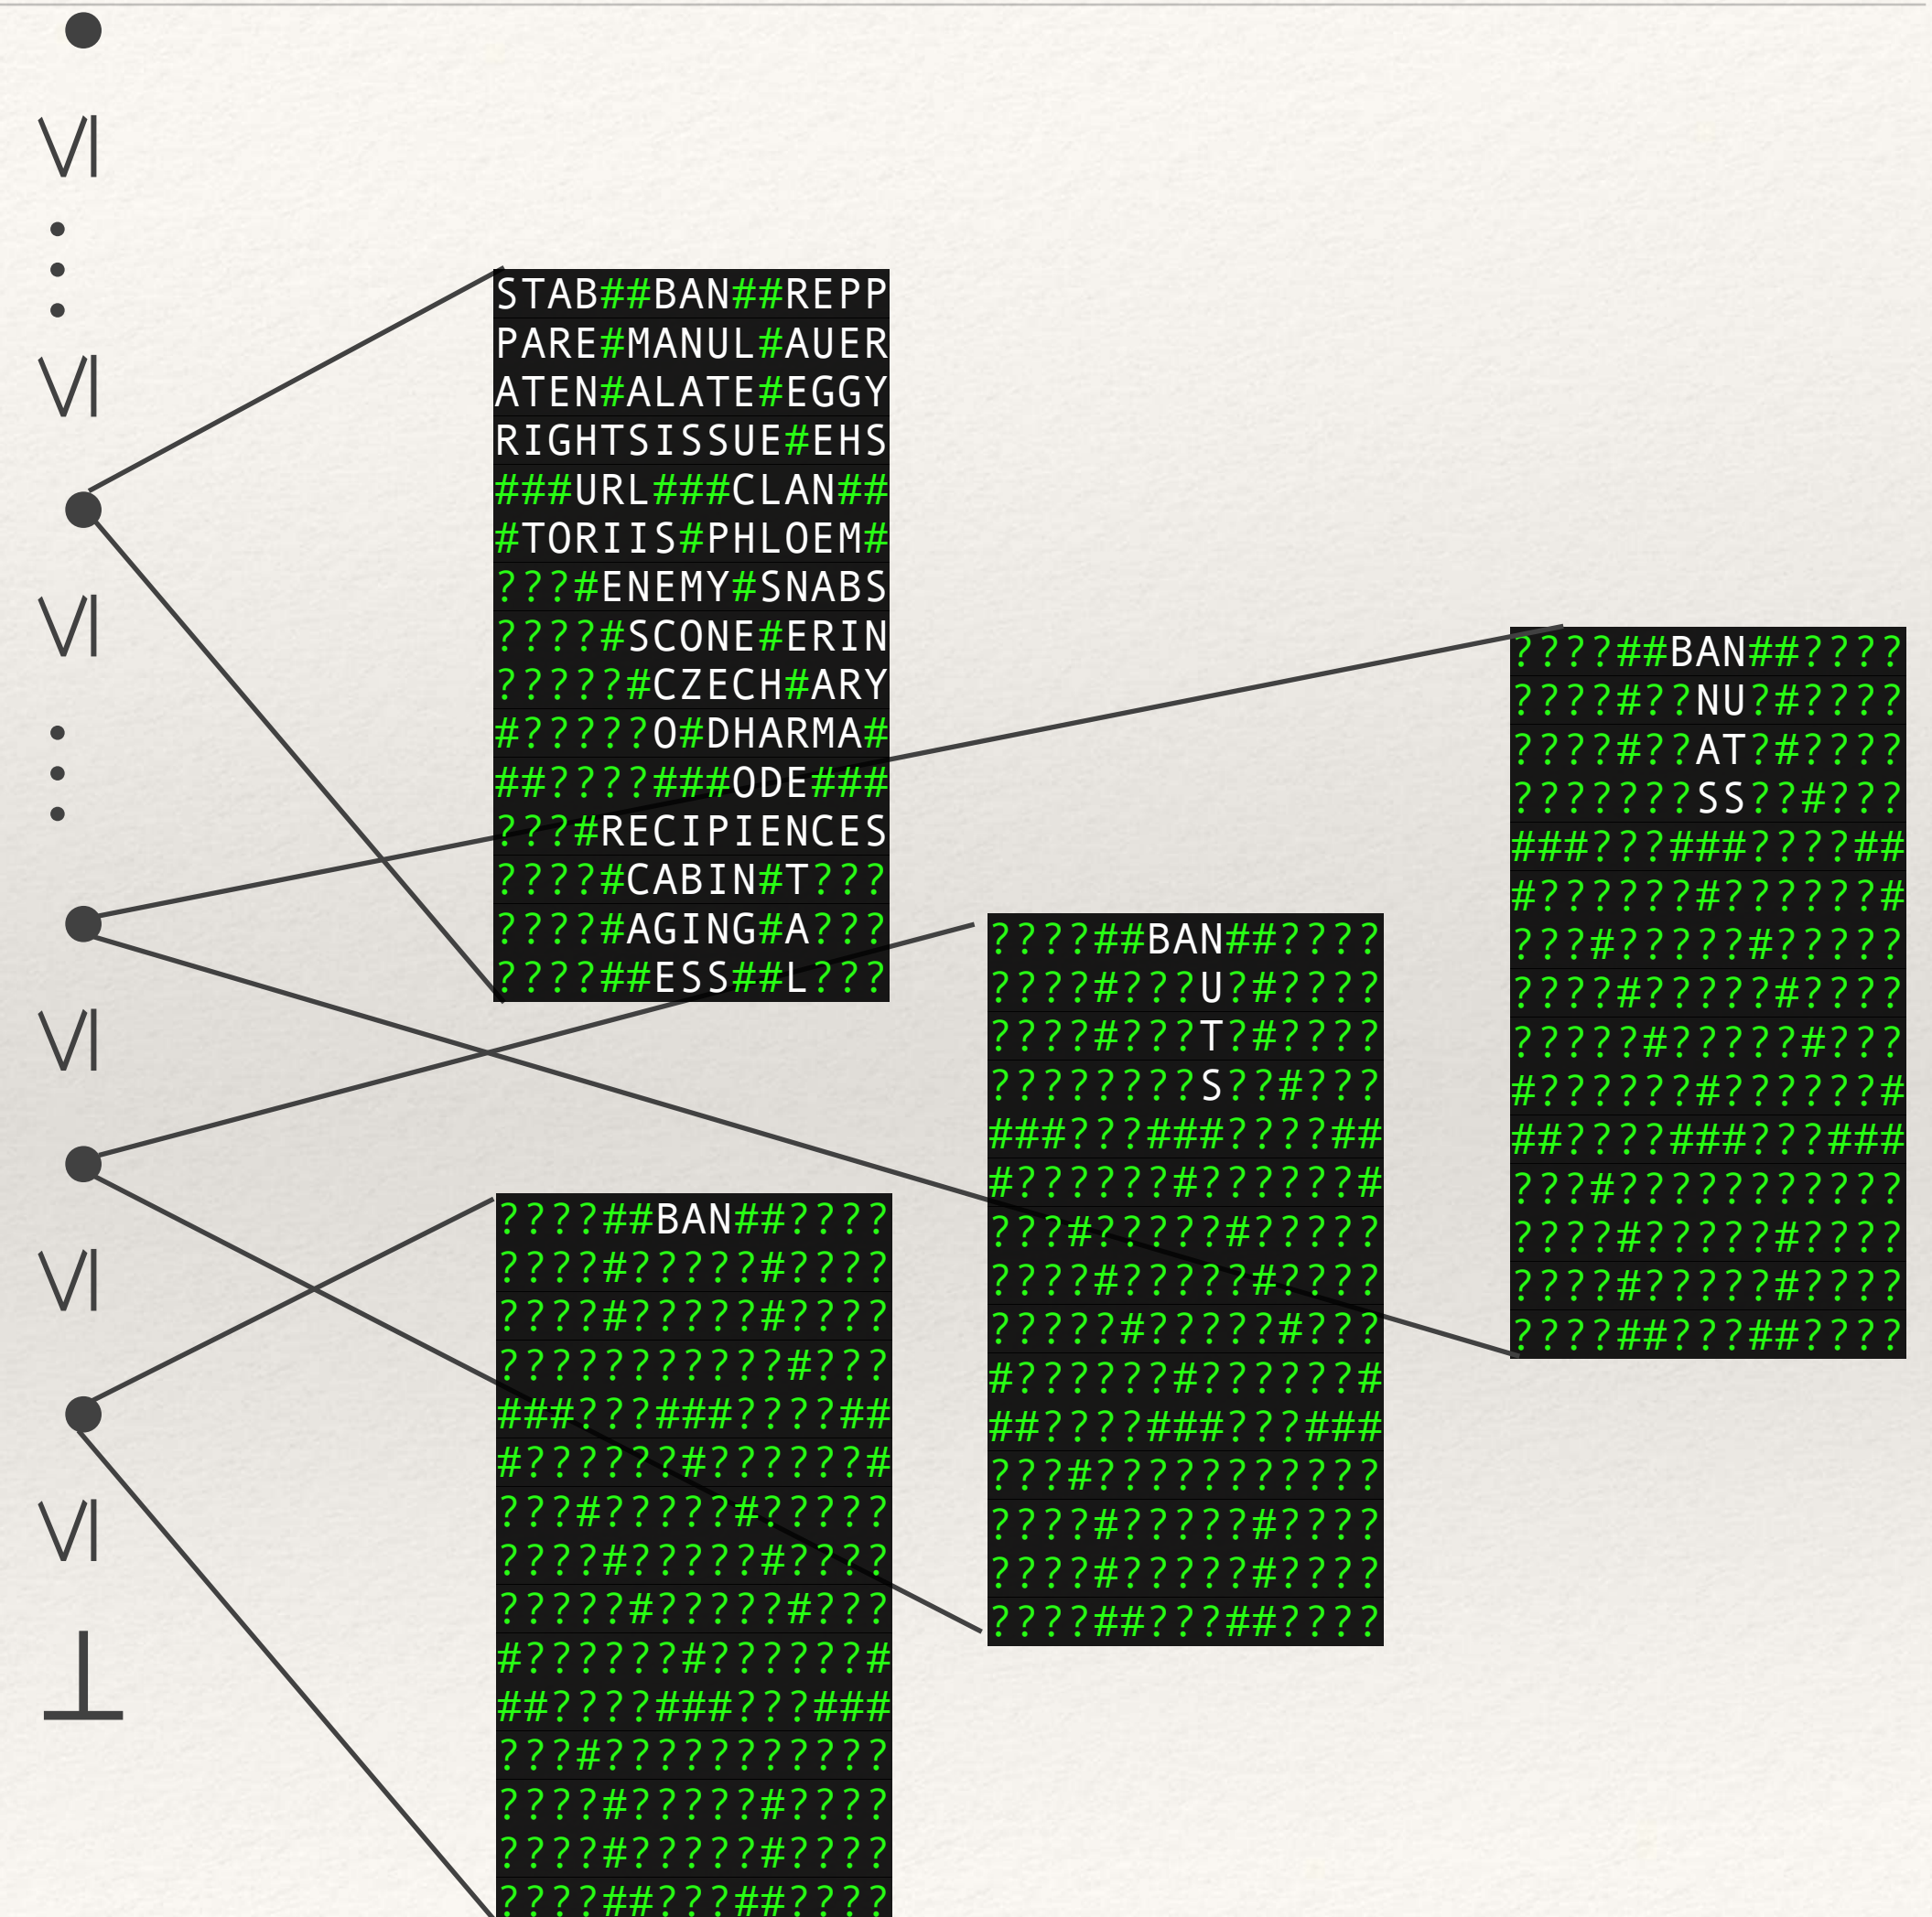 ≤
≤
≤
≤
≤
≤
⊥
STAB##BAN##REPP
PARE#MANUL#AUER
ATEN#ALATE#EGGY
RIGHTSISSUE#EHS
###URL###CLAN##
#TORIIS#PHLOEM#
???#ENEMY#SNABS
????#SCONE#ERIN
?????#CZECH#ARY
#?????O#DHARMA#
##????###ODE###
???#RECIPIENCES
????#CABIN#T???
????#AGING#A???
????##ESS##L???
????##BAN##????
????#??NU?#????
????#??AT?#????
???????SS??#???
###???###????##
#??????#??????#
???#?????#?????
????#?????#????
?????#?????#???
#??????#??????#
##????###???###
???#???????????
????#?????#????
????#?????#????
????##???##????
????##BAN##????
????#???U?#????
????#???T?#????
????????S??#???
###???###????##
#??????#??????#
???#?????#?????
????#?????#????
?????#?????#???
#??????#??????#
##????###???###
???#???????????
????#?????#????
????#?????#????
????##???##????
????##BAN##????
????#?????#????
????#?????#????
???????????#???
###???###????##
#??????#??????#
???#?????#?????
????#?????#????
?????#?????#???
#??????#??????#
##????###???###
???#???????????
????#?????#????
????#?????#????
????##???##????